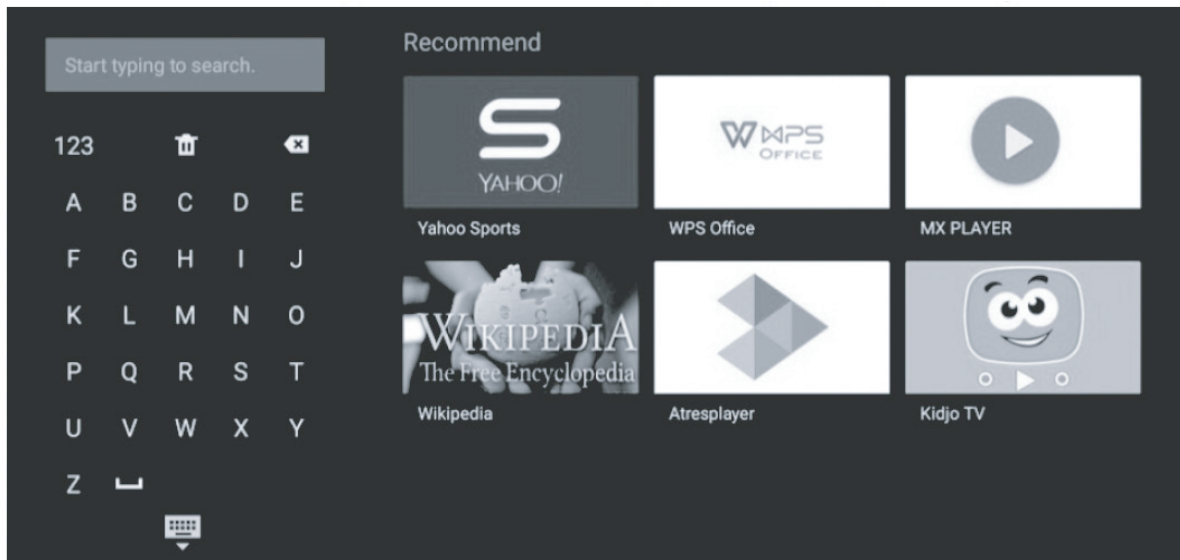 Start typing to search.
123
A B C D E
F G H I J
K L M N O
P Q R S T
U V W X Y
Z
Recommend
S
YAHOO!
Yahoo Sports
WPS
OFFICE
WPS Office
MX PLAYER
WIKIPEDIA
The Free Encyclopedia
Wikipedia
Atresplayer
Kidjo TV